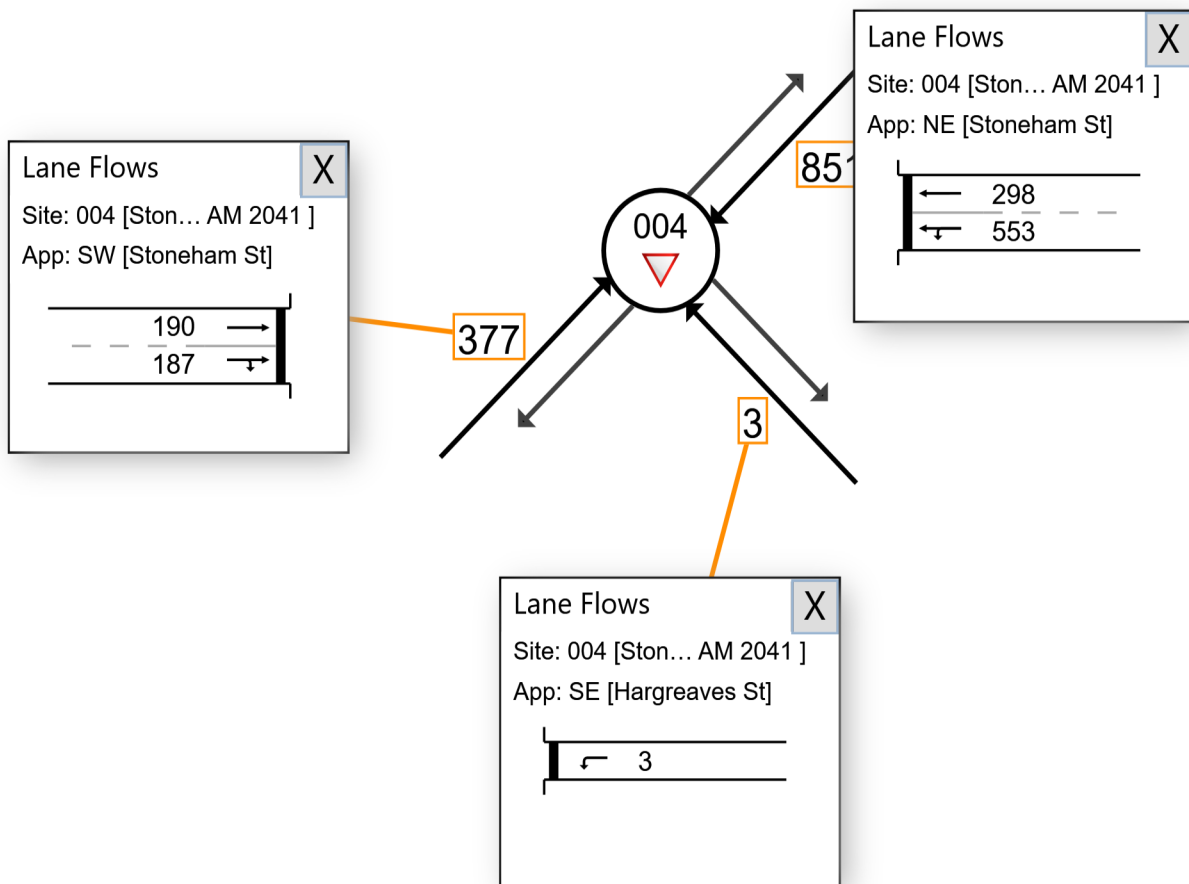 Lane Flows X
Site: 004 [Ston... AM 2041 ]
App: NE [Stoneham St]
298
553
85
004
Lane Flows X
Site: 004 [Ston... AM 2041 ]
App: SW [Stoneham St]
190
187
377
3
Lane Flows X
Site: 004 [Ston... AM 2041 ]
App: SE [Hargreaves St]
3